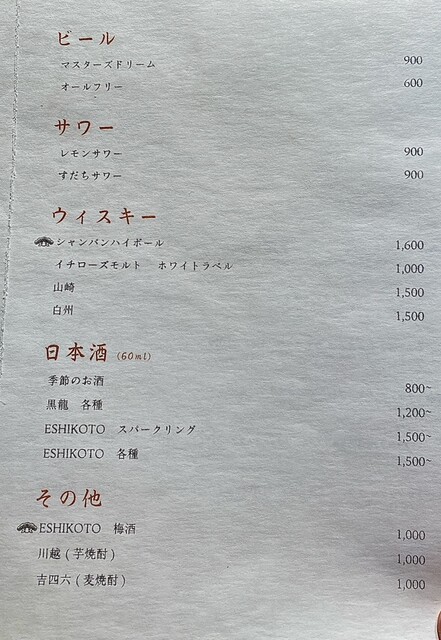 ビール
マスターズドリーム 900
オールフリー 600
サワー
レモンサワー 900
すだちサワー 900
ウィスキー
シャンパンハイボール 1,600
イチローズモルト ホワイトラベル 1,000
山崎 1,500
白州 1,500
日本酒 (60ml)
季節のお酒 800~
黒龍 各種 1,200~
ESHIKOTO スパークリング 1,500~
ESHIKOTO 各種 1,500~
その他
ESHIKOTO 梅酒 1,000
川越 (芋焼酎) 1,000
吉四六 (麦焼酎) 1,000